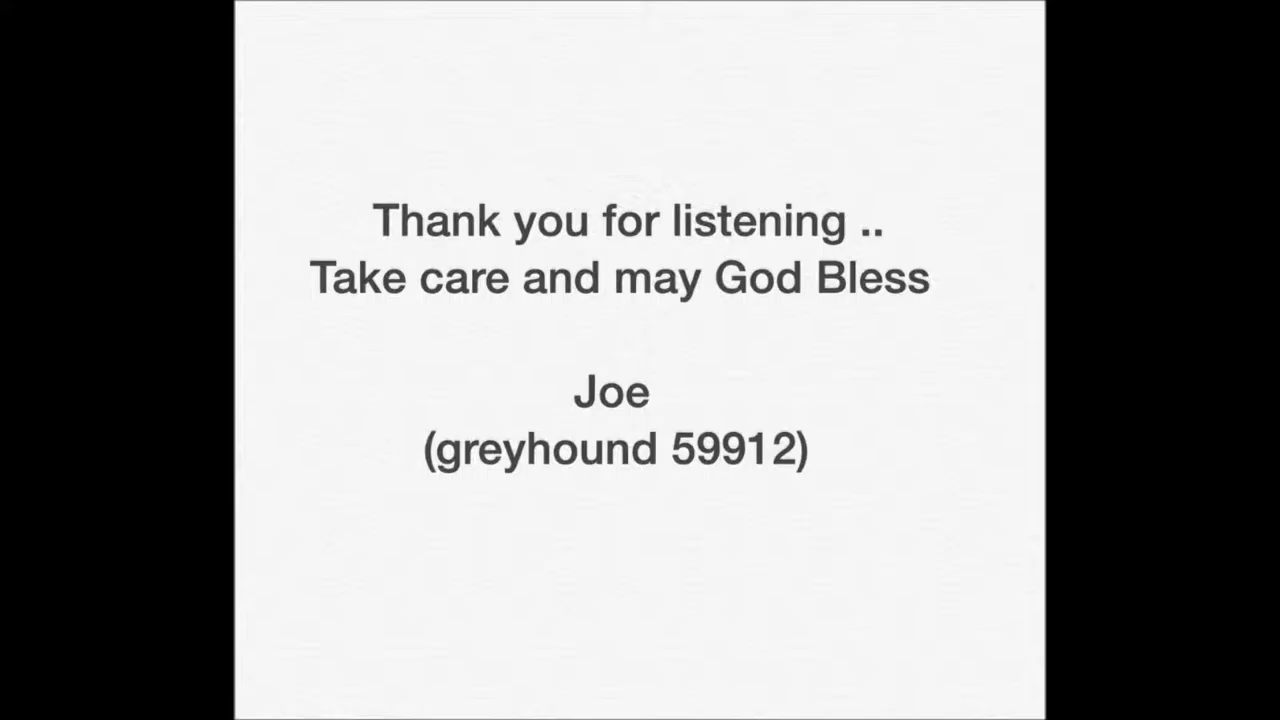 Thank you for listening ..
Take care and may God Bless
Joe
(greyhound 59912)